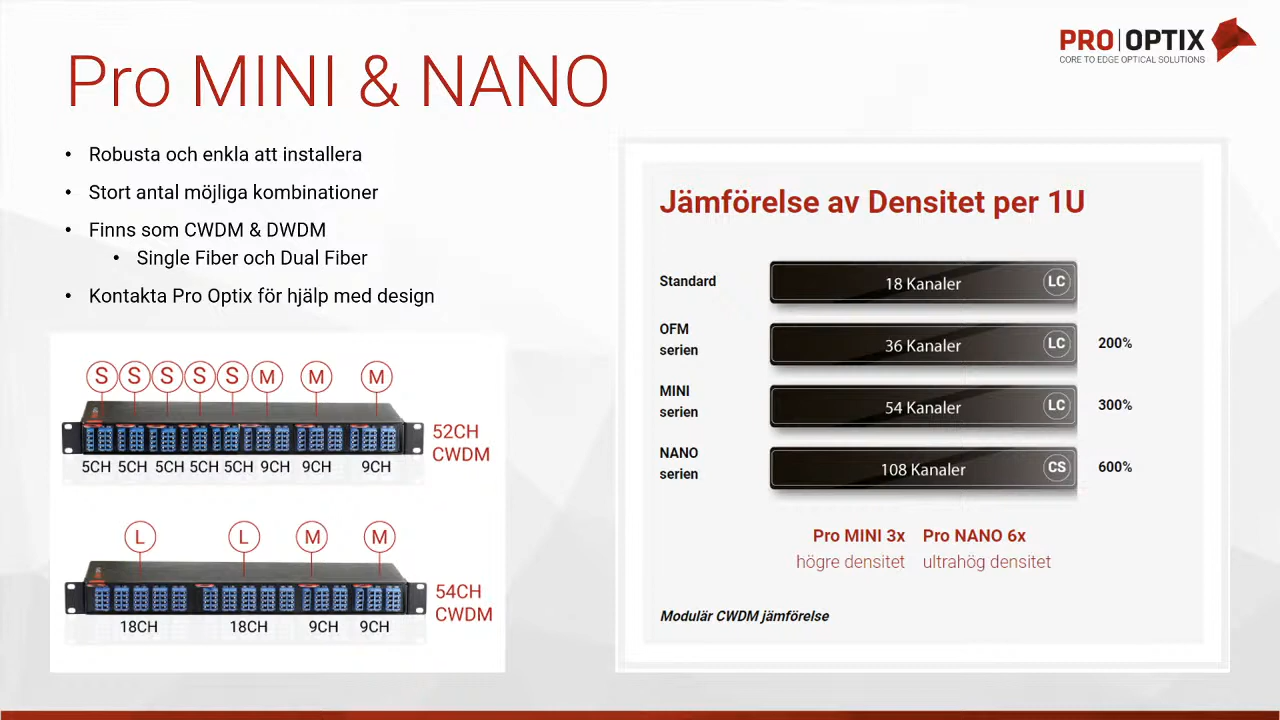 PRO|OPTIX
CORE TO EDGE OPTICAL SOLUTIONS
Pro MINI & NANO
• Robusta och enkla att installera
• Stort antal möjliga kombinationer
• Finns som CWDM & DWDM
• Single Fiber och Dual Fiber
• Kontakta Pro Optix för hjälp med design
S S S S S M M M
52CH
CWDM
5CH 5CH 5CH 5CH 5CH 9CH 9CH 9CH
L L M M
54CH
CWDM
18CH 18CH 9CH 9CH
Jämförelse av Densitet per 1U
Standard 18 Kanaler LC
OFM
serien 36 Kanaler LC 200%
MINI
serien 54 Kanaler LC 300%
NANO
serien 108 Kanaler CS 600%
Pro MINI 3x Pro NANO 6x
högre densitet ultrahög densitet
Modulär CWDM jämförelse